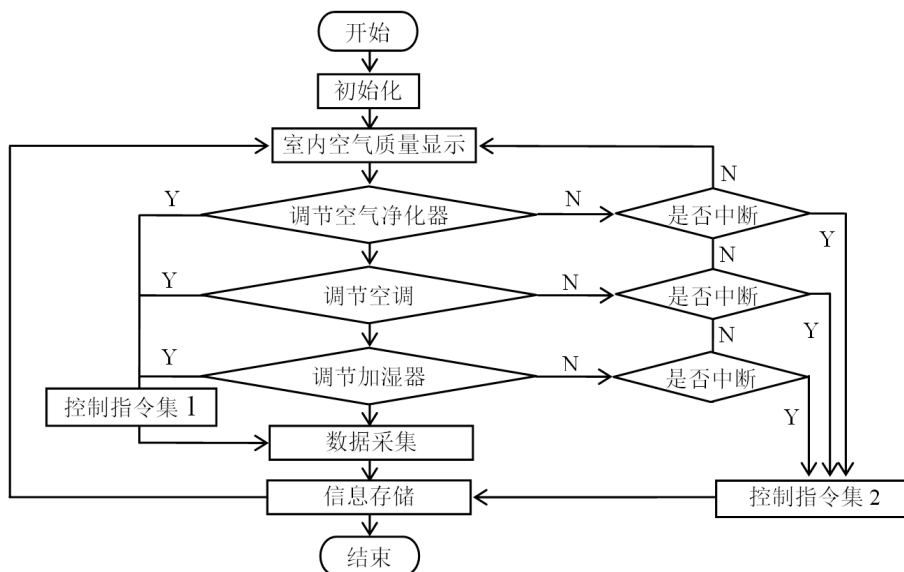 开始
初始化
室内空气质量显示
N
Y
调节空气净化器
N
是否中断
Y
N
Y
调节空调
N
是否中断
Y
N
Y
调节加湿器
N
是否中断
Y
控制指令集1
数据采集
信息存储
控制指令集2
结束